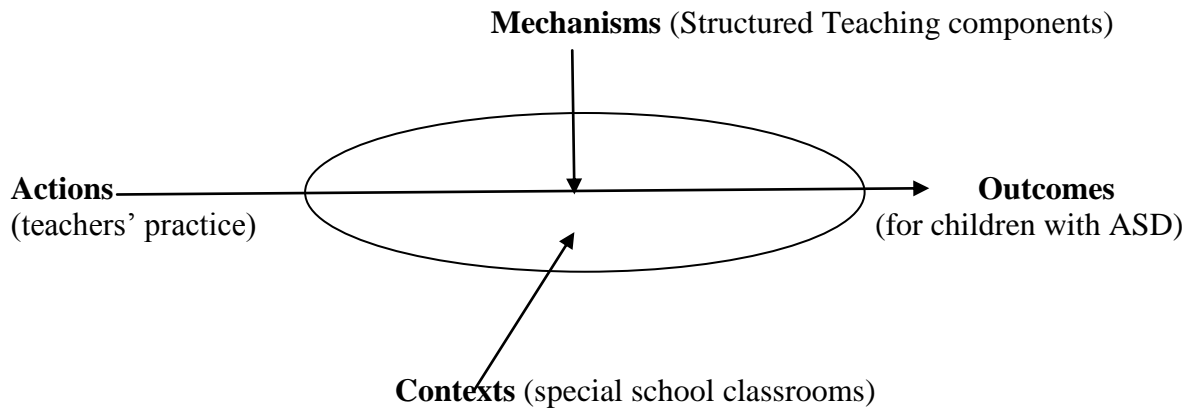 Mechanisms (Structured Teaching components)
Actions
(teachers’ practice)
Outcomes
(for children with ASD)
Contexts (special school classrooms)